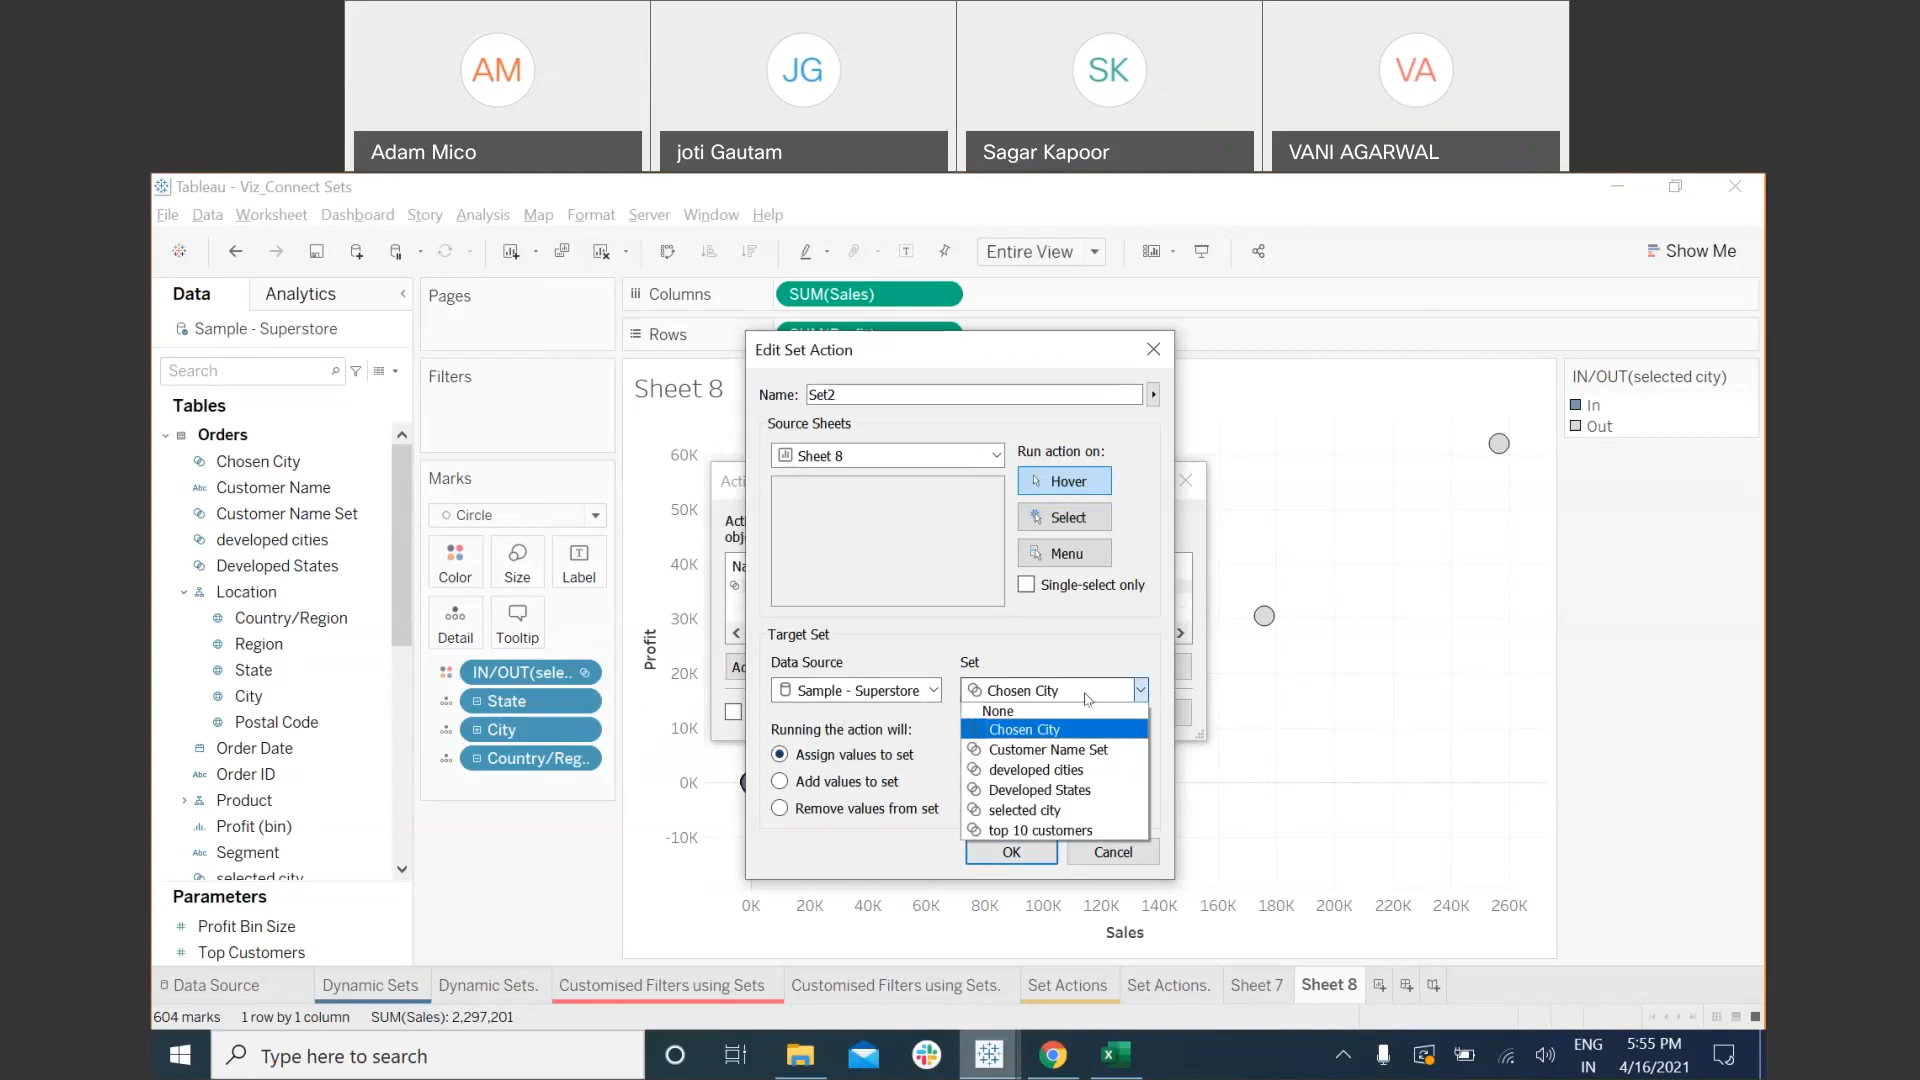 AM
JG
SK
VA
Adam Mico
joti Gautam
Sagar Kapoor
VANI AGARWAL
Tableau - Viz_Connect Sets
File Data Worksheet Dashboard Story Analysis Map Format Server Window Help
Entire View
Show Me
Data
Analytics
Sample - Superstore
Search
Tables
Orders
Chosen City
Abc Customer Name
Customer Name Set
developed cities
Developed States
Location
Country/Region
Region
State
City
Postal Code
Order Date
Abc Order ID
Product
Profit (bin)
Abc Segment
selected city
Parameters
# Profit Bin Size
# Top Customers
Pages
Filters
Marks
Circle
Color
Size
Label
Detail
Tooltip
IN/OUT(sele..
State
City
Country/Reg..
Columns
SUM(Sales)
Rows
Sheet 8
60K
50K
40K
30K
20K
10K
0K
-10K
Profit
0K 20K 40K 60K 80K 100K 120K 140K 160K 180K 200K 220K 240K 260K
Sales
Edit Set Action
Name: Set2
Source Sheets
Sheet 8
Run action on:
Hover
Select
Menu
Single-select only
Target Set
Data Source
Set
Sample - Superstore
Chosen City
None
Chosen City
Customer Name Set
developed cities
Developed States
selected city
top 10 customers
Running the action will:
Assign values to set
Add values to set
Remove values from set
OK
Cancel
IN/OUT(selected city)
In
Out
Data Source
Dynamic Sets
Dynamic Sets.
Customised Filters using Sets
Customised Filters using Sets.
Set Actions
Set Actions.
Sheet 7
Sheet 8
604 marks
1 row by 1 column
SUM(Sales): 2,297,201
Type here to search
ENG
IN
5:55 PM
4/16/2021